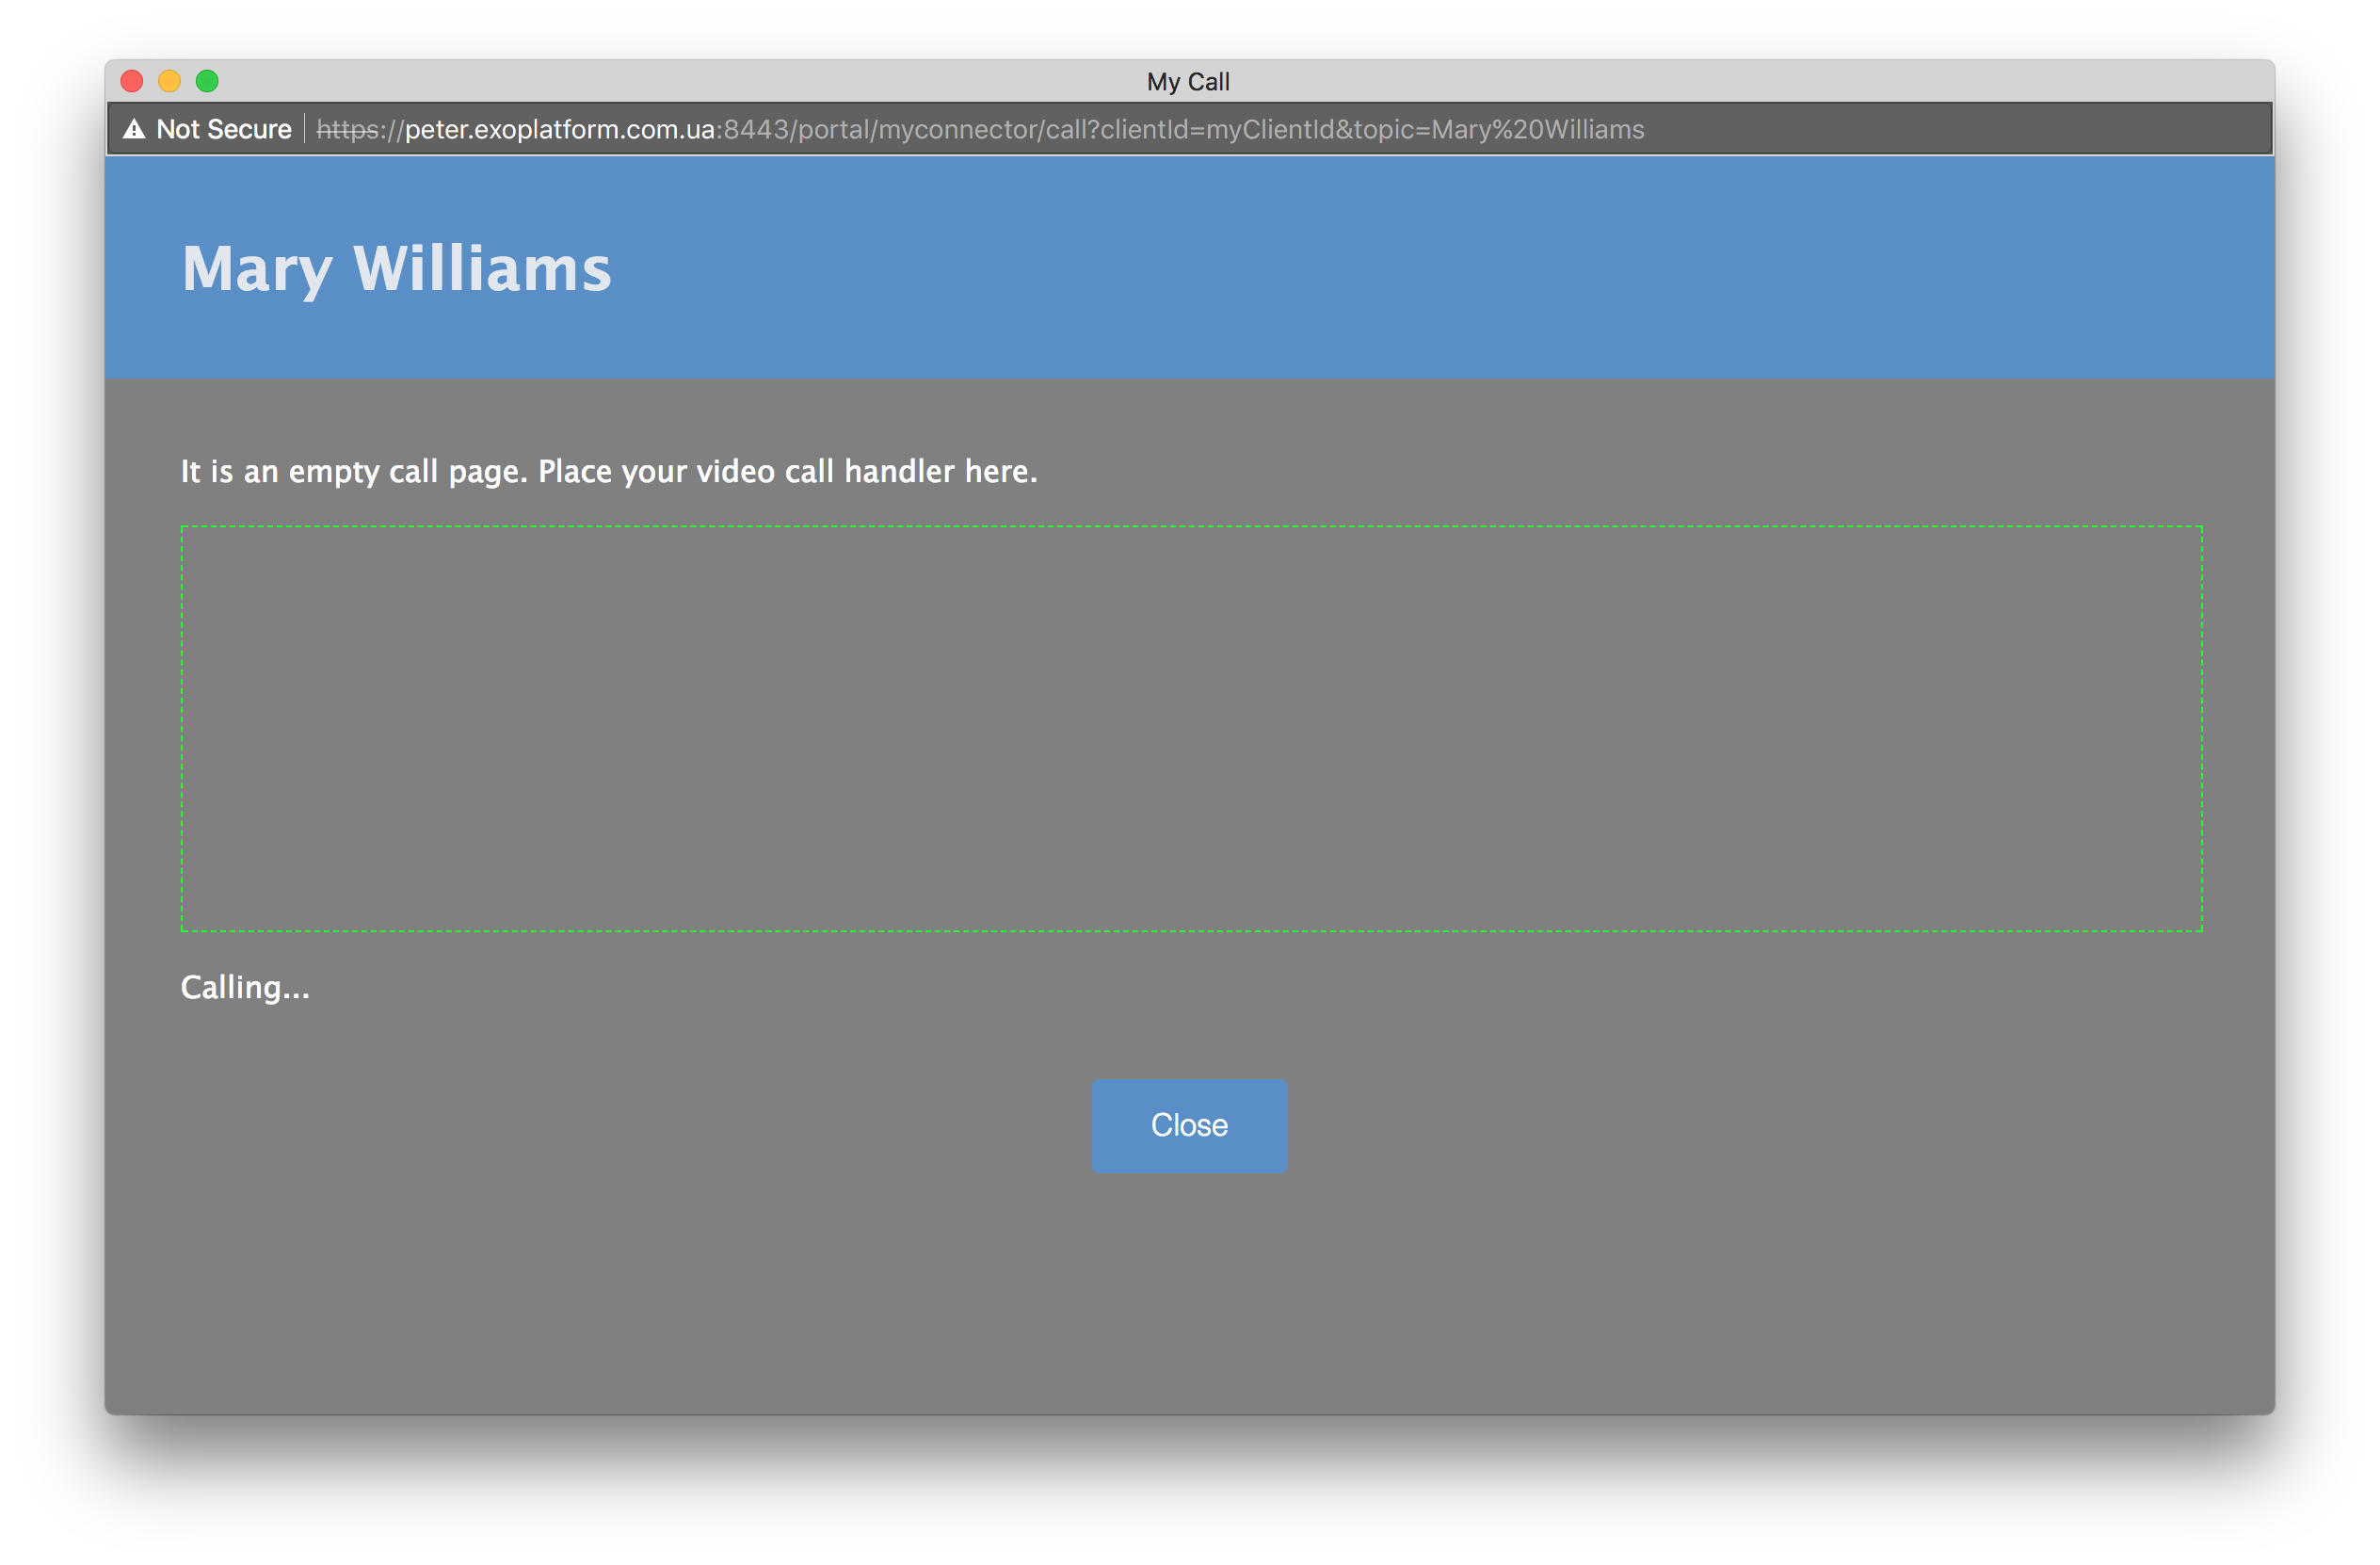 My Call
Not Secure https://peter.exoplatform.com.ua:8443/portal/myconnector/call?clientId=myClientId&topic=Mary%20Williams
Mary Williams
It is an empty call page. Place your video call handler here.
Calling...
Close